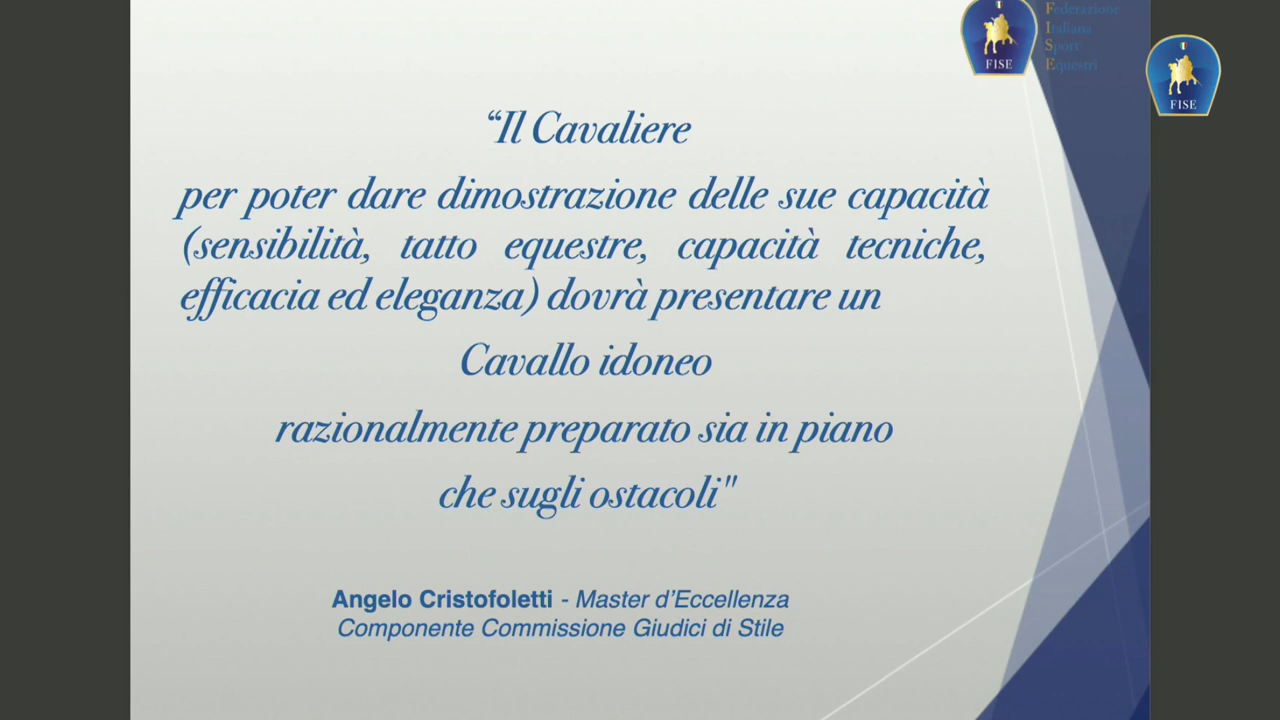 Federazione
Italiana
Sport
Equestri
FISE
FISE
“Il Cavaliere
per poter dare dimostrazione delle sue capacità
(sensibilità, tatto equestre, capacità tecniche,
efficacia ed eleganza) dovrà presentare un
Cavallo idoneo
razionalmente preparato sia in piano
che sugli ostacoli"
Angelo Cristofoletti - Master d’Eccellenza
Componente Commissione Giudici di Stile